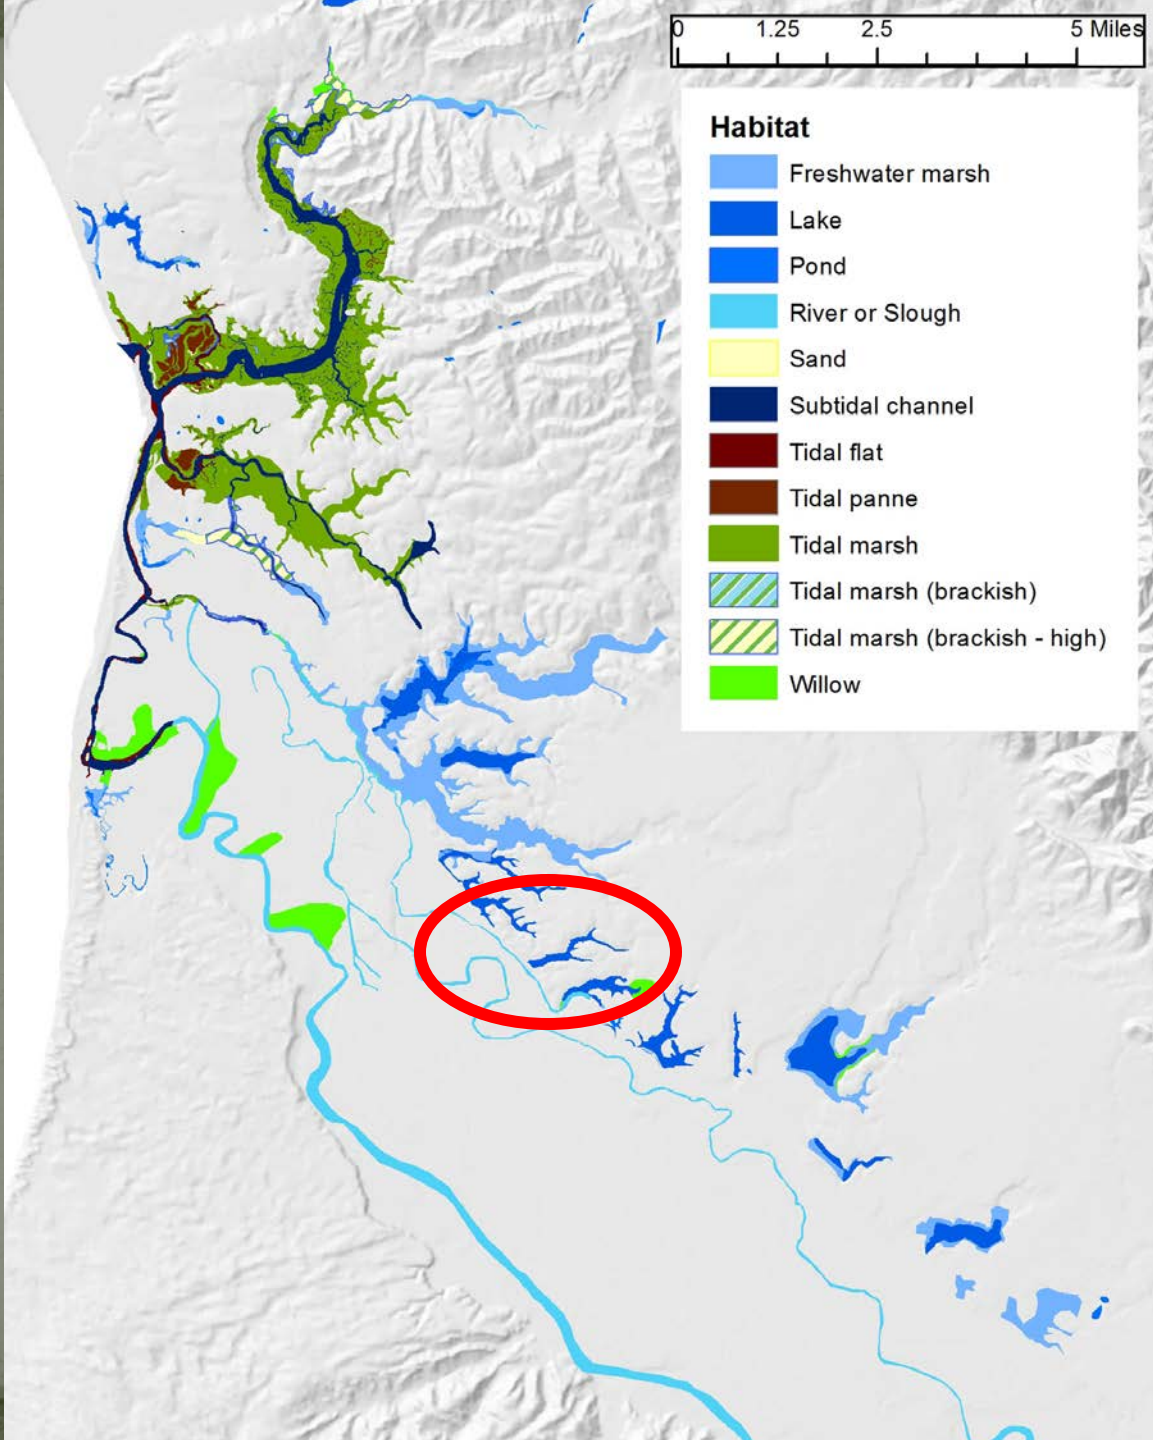 0 1.25 2.5 5 Miles
Habitat
Freshwater marsh
Lake
Pond
River or Slough
Sand
Subtidal channel
Tidal flat
Tidal panne
Tidal marsh
Tidal marsh (brackish)
Tidal marsh (brackish - high)
Willow